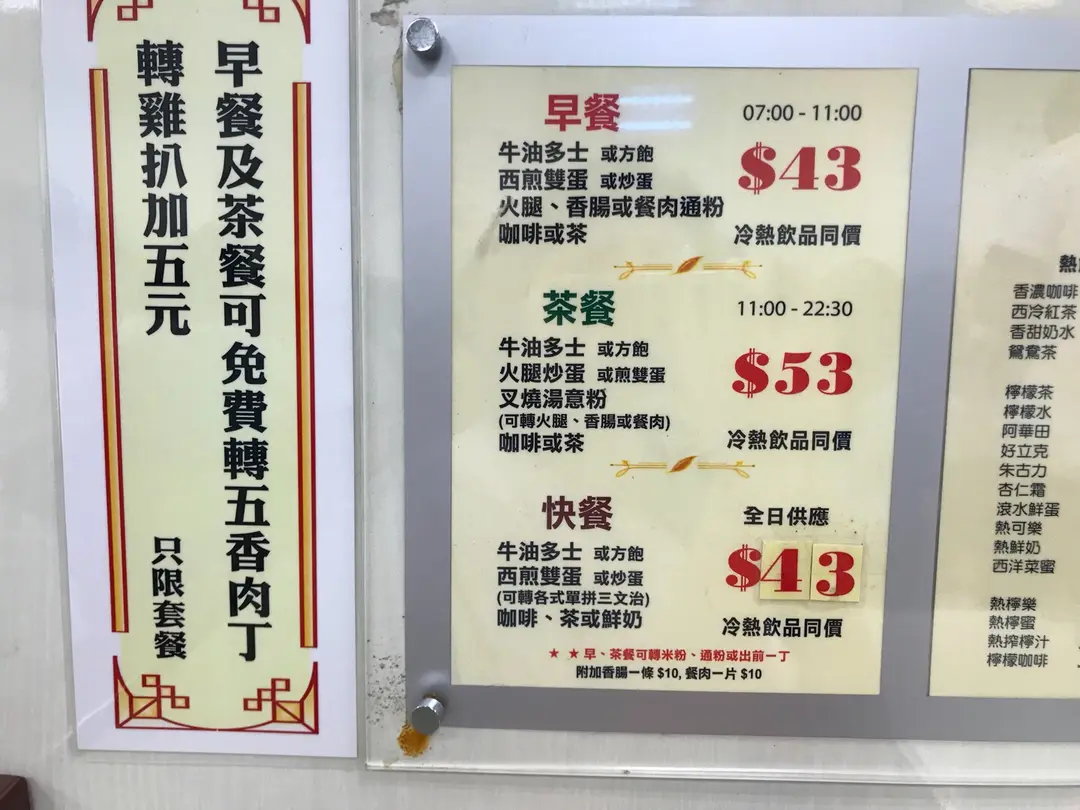 早餐及茶餐可免費轉五香肉丁
轉雞扒加五元
只限套餐
早餐 07:00 - 11:00
牛油多士 或方飽
西煎雙蛋 或炒蛋
$43
火腿、香腸或餐肉通粉
咖啡或茶
冷熱飲品同價
茶餐 11:00 - 22:30
牛油多士 或方飽
火腿炒蛋 或煎雙蛋
$53
叉燒湯意粉
(可轉火腿、香腸或餐肉)
咖啡或茶
冷熱飲品同價
快餐 全日供應
牛油多士 或方飽
西煎雙蛋 或炒蛋
$43
(可轉各式單拼三文治)
咖啡、茶或鮮奶
冷熱飲品同價
★ ★ 早、茶餐可轉米粉、通粉或出前一丁
附加香腸一條 $10, 餐肉一片 $10
熱
香濃咖啡
西冷紅茶
香甜奶水
鴛鴦茶
檸檬茶
檸檬水
阿華田
好立克
朱古力
杏仁霜
滾水鮮蛋
熱可樂
熱鮮奶
西洋菜蜜
熱檸樂
熱檸蜜
熱搾檸汁
檸檬咖啡